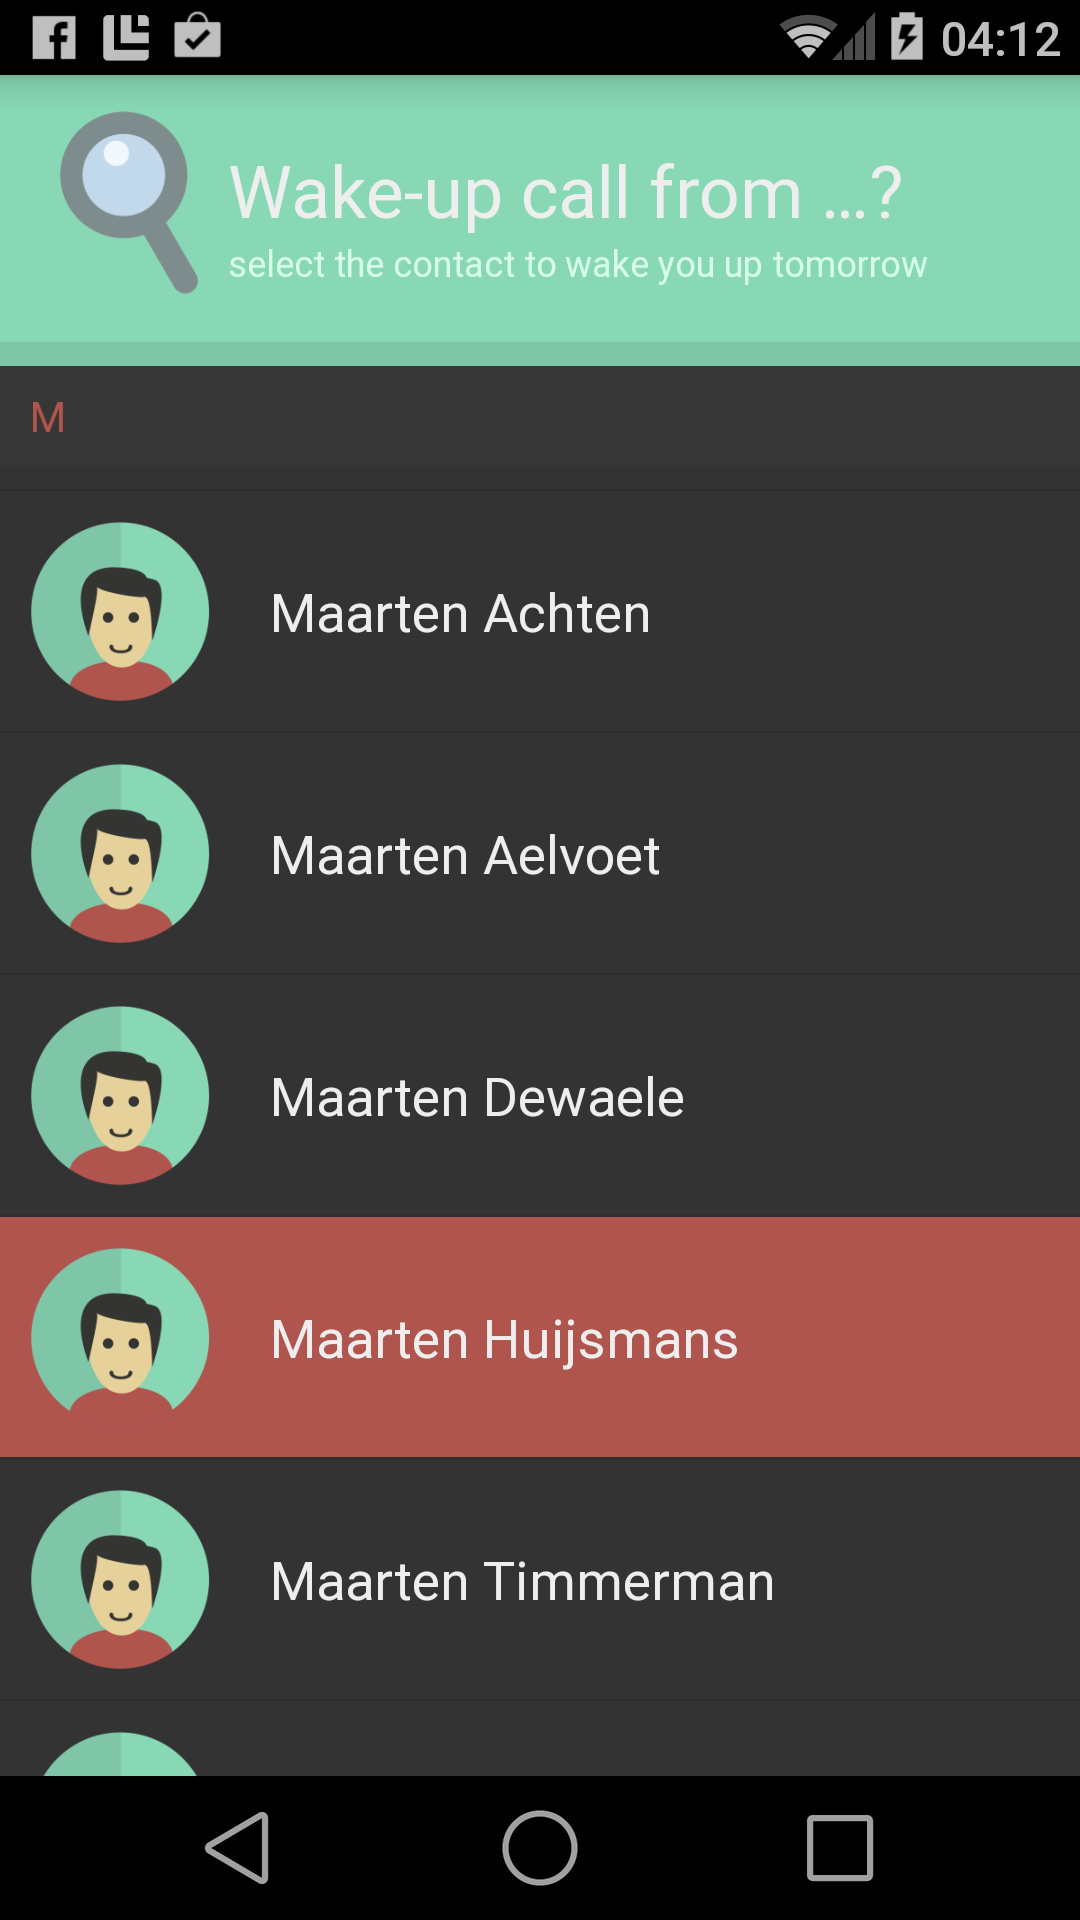 04:12
Wake-up call from ...?
select the contact to wake you up tomorrow
M
Maarten Achten
Maarten Aelvoet
Maarten Dewaele
Maarten Huijsmans
Maarten Timmerman